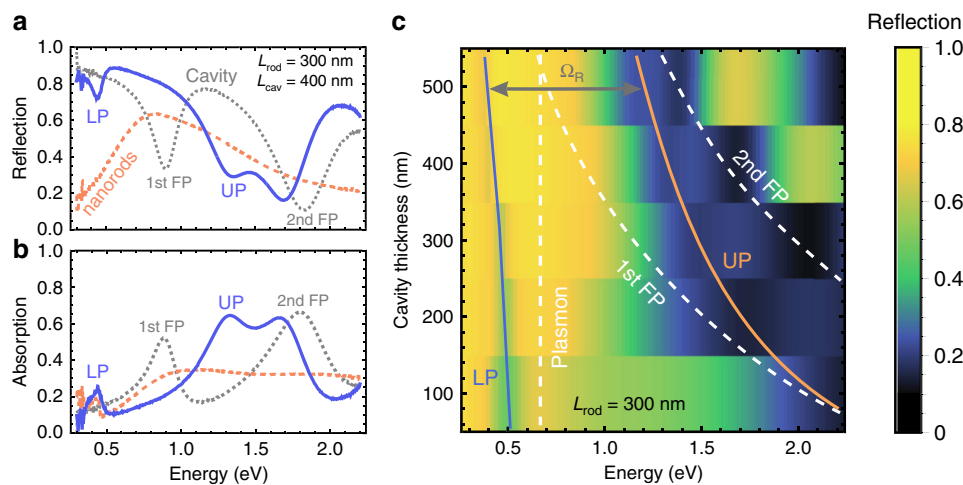 a
1.0
0.8
0.6
0.4
0.2
0.0
Reflection
L_rod = 300 nm
L_cav = 400 nm
Cavity
LP
nanorods
1st FP
UP
2nd FP
b
1.0
0.8
0.6
0.4
0.2
0.0
Absorption
LP
1st FP
UP
2nd FP
0.5 1.0 1.5 2.0
Energy (eV)
c
500
400
300
200
100
Cavity thickness (nm)
Ω_R
2nd FP
1st FP
UP
Plasmon
LP
L_rod = 300 nm
0.5 1.0 1.5 2.0
Energy (eV)
Reflection
1.0
0.8
0.6
0.4
0.2
0